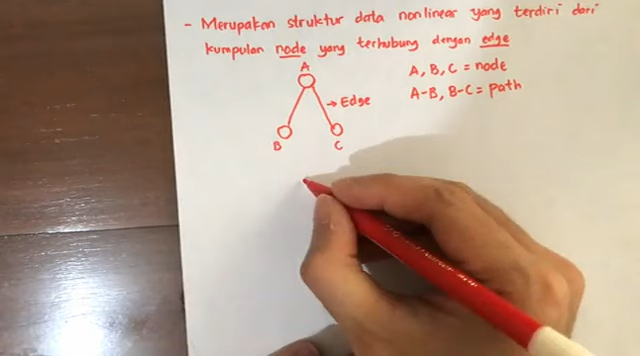 - Merupakan struktur data nonlinear yang terdiri dari
kumpulan node yang terhubung dengan edge
A
A, B, C = node
→ Edge
A-B, B-C = path
B
C